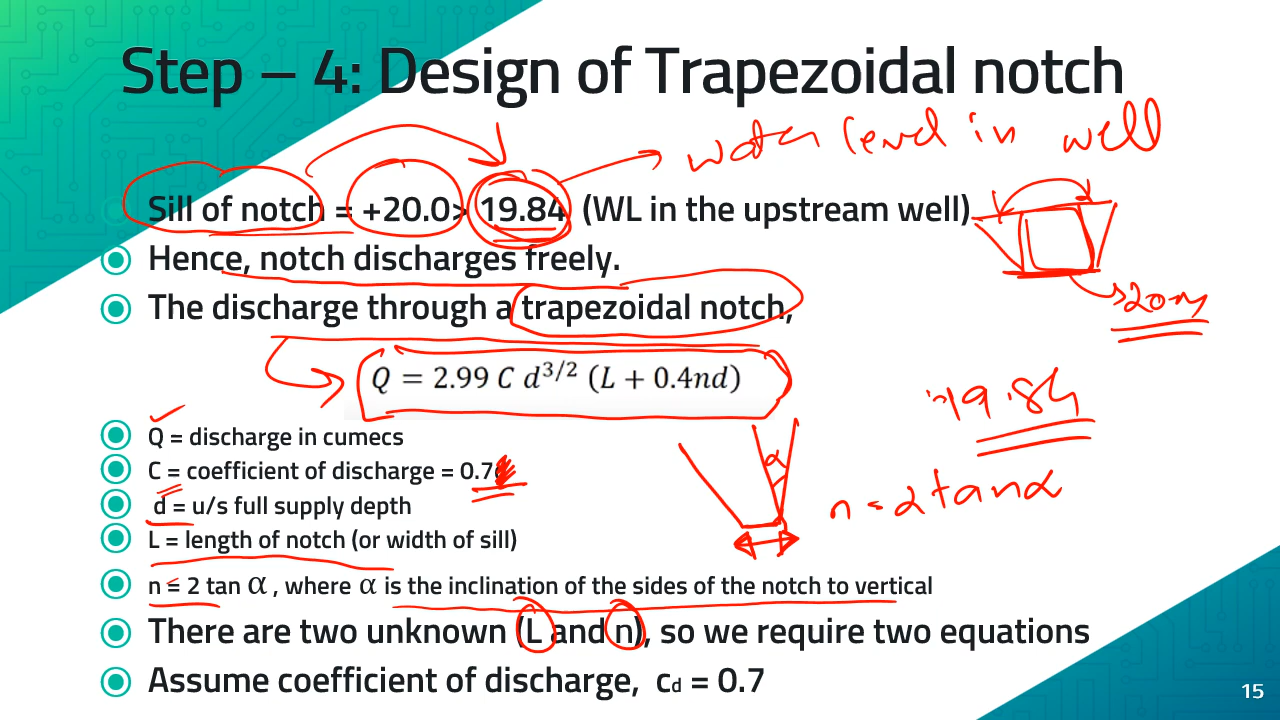 Step – 4: Design of Trapezoidal notch
water level in well
Sill of notch = +20.0> 19.84 (WL in the upstream well)
Hence, notch discharges freely.
20 m
The discharge through a trapezoidal notch,
Q = 2.99 C d^{3/2} (L + 0.4nd)
19.84
Q = discharge in cumecs
C = coefficient of discharge = 0.7
α
n = 2 tan α
d = u/s full supply depth
L = length of notch (or width of sill)
n = 2 tan α , where α is the inclination of the sides of the notch to vertical
There are two unknown (L and n), so we require two equations
Assume coefficient of discharge, cd = 0.7
15